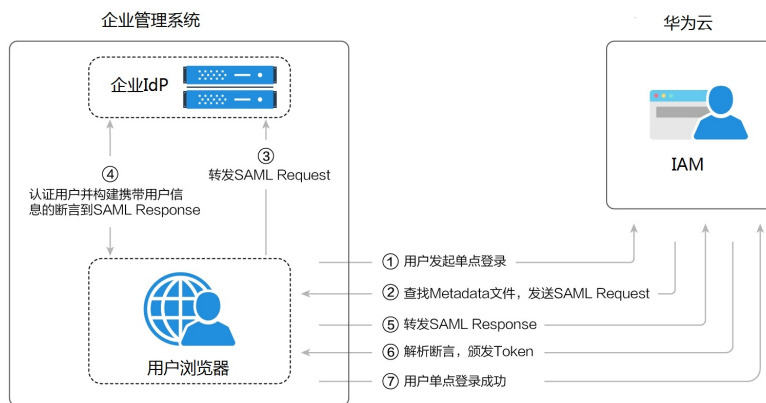 企业管理系统
华为云
企业IdP
IAM
④
认证用户并构建携带用户信
息的断言到SAML Response
③
转发SAML Request
用户浏览器
① 用户发起单点登录
② 查找Metadata文件，发送SAML Request
⑤ 转发SAML Response
⑥ 解析断言，颁发Token
⑦ 用户单点登录成功